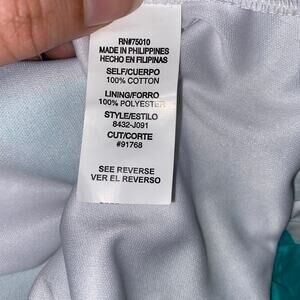 RN#75010
MADE IN PHILIPPINES
HECHO EN FILIPINAS
SELF/CUERPO
100% COTTON
LINING/FORRO
100% POLYESTER
STYLE/ESTILO
8432-J091
CUT/CORTE
#91768
SEE REVERSE
VER EL REVERSO